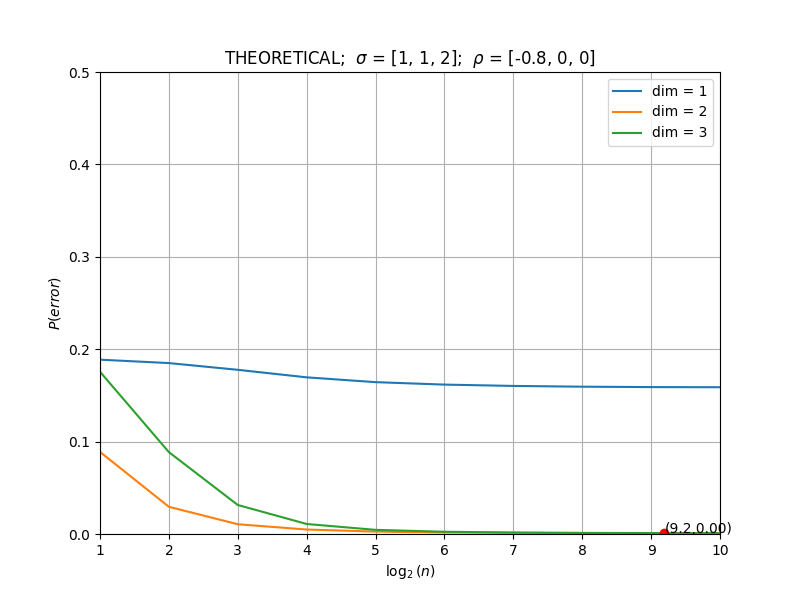 THEORETICAL;  σ = [1, 1, 2];  ρ = [-0.8, 0, 0]
0.5
0.4
0.3
0.2
0.1
0.0
P(error)
dim = 1
dim = 2
dim = 3
(9.2,0.00)
1 2 3 4 5 6 7 8 9 10
log₂(n)